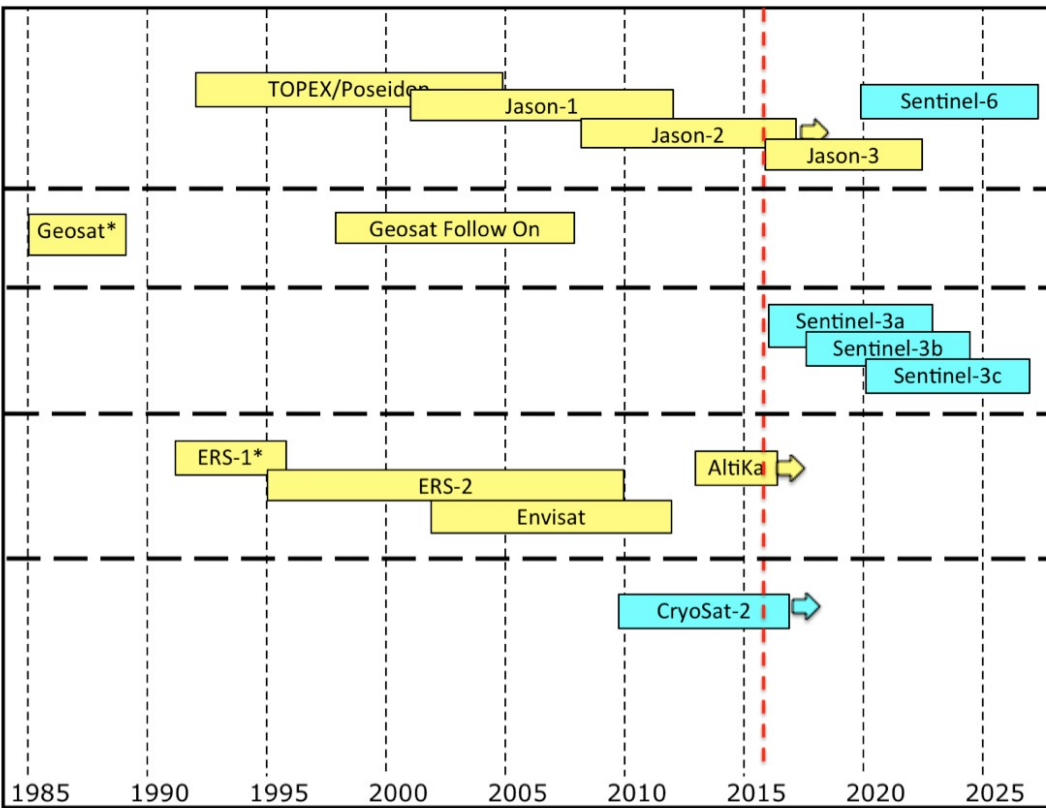 TOPEX/Poseidon
Jason-1
Jason-2
Jason-3
Sentinel-6
Geosat*
Geosat Follow On
Sentinel-3a
Sentinel-3b
Sentinel-3c
ERS-1*
ERS-2
Envisat
AltiKa
CryoSat-2
1985 1990 1995 2000 2005 2010 2015 2020 2025